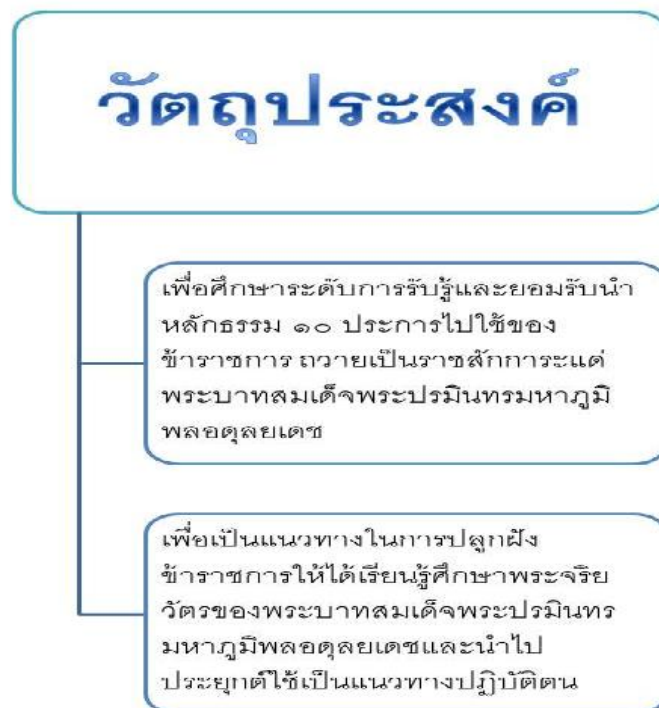 วัตถุประสงค์
เพื่อศึกษาระดับการรับรู้และยอมรับนำ
หลักธรรม ๑๐ ประการไปใช้ของ
ข้าราชการ ถวายเป็นราชสักการะแด่
พระบาทสมเด็จพระปรมินทรมหาภูมิ
พลอดุลยเดช
เพื่อเป็นแนวทางในการปลูกฝัง
ข้าราชการให้ได้เรียนรู้ศึกษาพระจริย
วัตรของพระบาทสมเด็จพระปรมินทร
มหาภูมิพลอดุลยเดชและนำไป
ประยุกต์ใช้เป็นแนวทางปฏิบัติตน